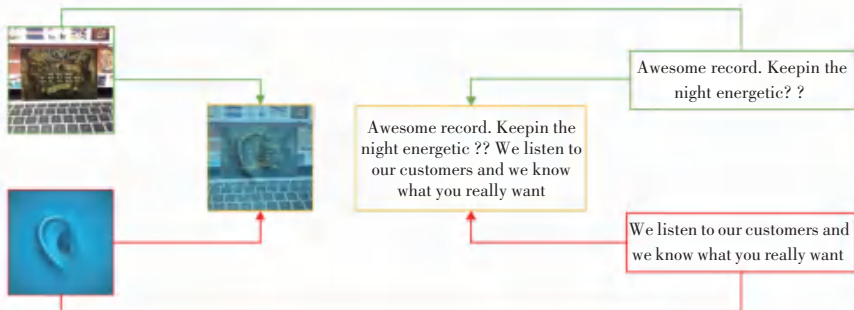 Awesome record. Keepin the
night energetic? ?
Awesome record. Keepin the
night energetic ?? We listen to
our customers and we know
what you really want
We listen to our customers and
we know what you really want